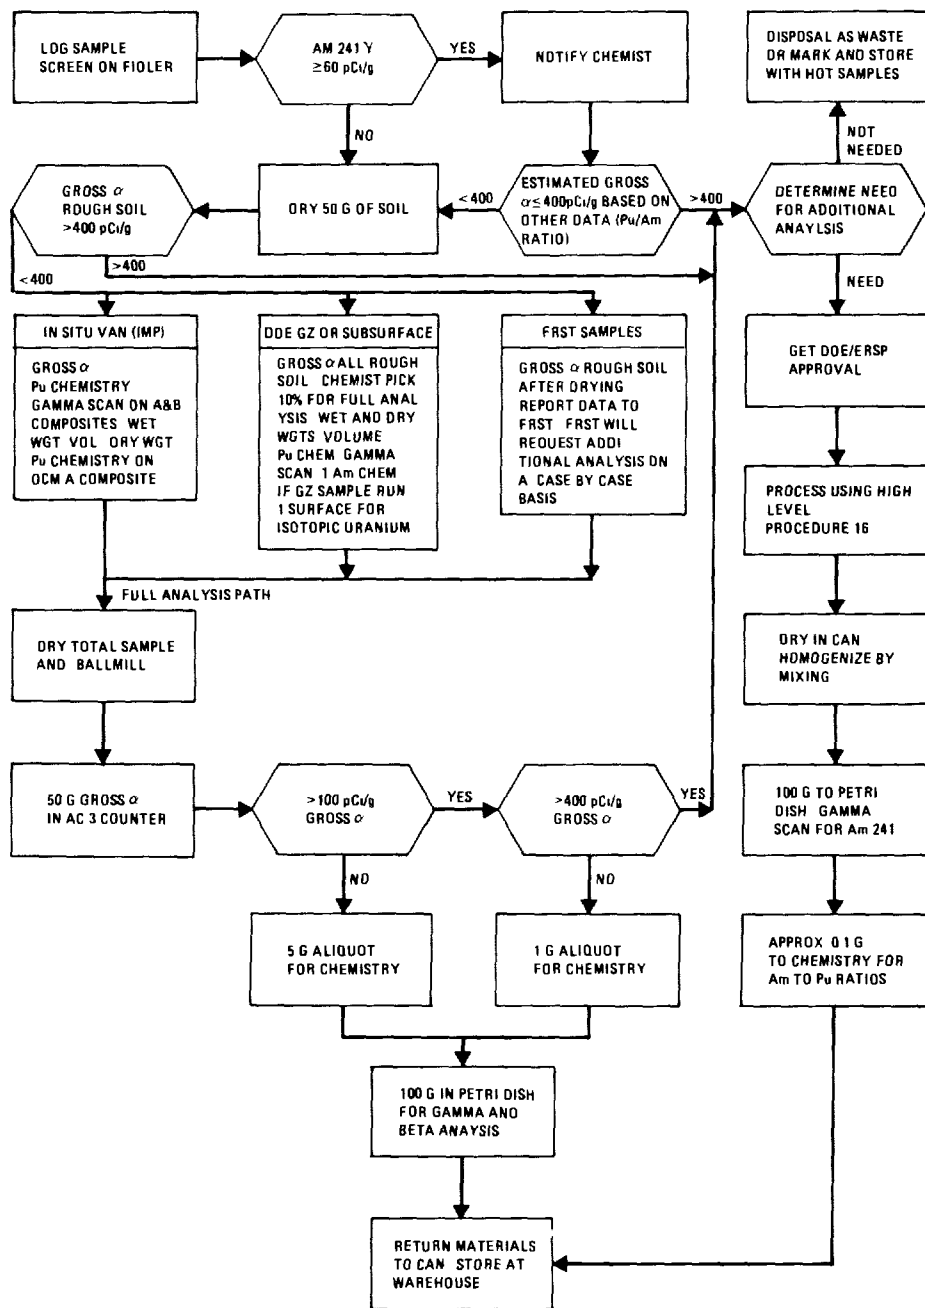 LOG SAMPLE
SCREEN ON FIDLER
AM 241 γ
≥60 pCi/g
YES
NOTIFY CHEMIST
DISPOSAL AS WASTE
OR MARK AND STORE
WITH HOT SAMPLES
NO
NOT
NEEDED
GROSS α
ROUGH SOIL
>400 pCi/g
DRY 50 G OF SOIL
<400
ESTIMATED GROSS
α≤400pCi/g BASED ON
OTHER DATA (Pu/Am
RATIO)
>400
DETERMINE NEED
FOR ADDITIONAL
ANAYLSIS
>400
<400
NEED
IN SITU VAN (IMP)
GROSS α
Pu CHEMISTRY
GAMMA SCAN ON A&B
COMPOSITES WET
WGT VOL DRY WGT
Pu CHEMISTRY ON
OCM A COMPOSITE
DDE GZ OR SUBSURFACE
GROSS α ALL ROUGH
SOIL CHEMIST PICK
10% FOR FULL ANAL
YSIS WET AND DRY
WGTS VOLUME
Pu CHEM GAMMA
SCAN 1 Am CHEM
IF GZ SAMPLE RUN
1 SURFACE FOR
ISOTOPIC URANIUM
FRST SAMPLES
GROSS α ROUGH SOIL
AFTER DRYING
REPORT DATA TO
FRST FRST WILL
REQUEST ADDI
TIONAL ANALYSIS ON
A CASE BY CASE
BASIS
GET DOE/ERSP
APPROVAL
PROCESS USING HIGH
LEVEL
PROCEDURE 16
FULL ANALYSIS PATH
DRY TOTAL SAMPLE
AND BALLMILL
DRY IN CAN
HOMOGENIZE BY
MIXING
50 G GROSS α
IN AC 3 COUNTER
>100 pCi/g
GROSS α
YES
>400 pCi/g
GROSS α
YES
100 G TO PETRI
DISH GAMMA
SCAN FOR Am 241
NO
NO
5 G ALIQUOT
FOR CHEMISTRY
1 G ALIQUOT
FOR CHEMISTRY
APPROX 0 1 G
TO CHEMISTRY FOR
Am TO Pu RATIOS
100 G IN PETRI DISH
FOR GAMMA AND
BETA ANAYSIS
RETURN MATERIALS
TO CAN STORE AT
WAREHOUSE